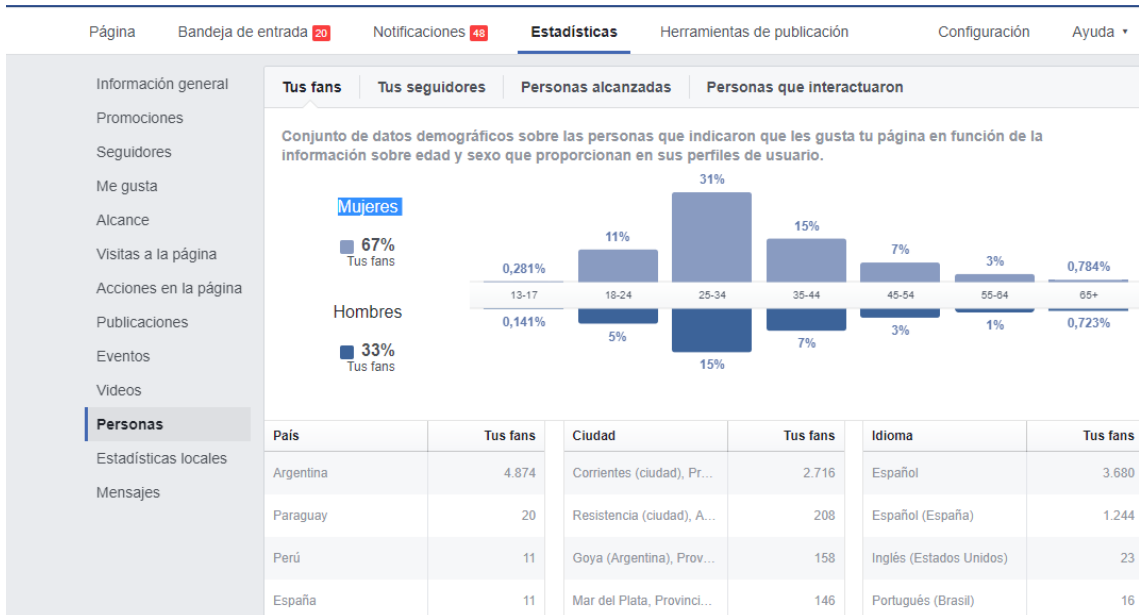 Página Bandeja de entrada 20 Notificaciones 48 Estadísticas Herramientas de publicación Configuración Ayuda
Información general
Promociones
Seguidores
Me gusta
Alcance
Visitas a la página
Acciones en la página
Publicaciones
Eventos
Videos
Personas
Estadísticas locales
Mensajes
Tus fans Tus seguidores Personas alcanzadas Personas que interactuaron
Conjunto de datos demográficos sobre las personas que indicaron que les gusta tu página en función de la
información sobre edad y sexo que proporcionan en sus perfiles de usuario.
Mujeres
67%
Tus fans
0,281% 11% 31% 15% 7% 3% 0,784%
13-17 18-24 25-34 35-44 45-54 55-64 65+
Hombres
33%
Tus fans
0,141% 5% 15% 7% 3% 1% 0,723%
País Tus fans Ciudad Tus fans Idioma Tus fans
Argentina 4.874 Corrientes (ciudad), Pr... 2.716 Español 3.680
Paraguay 20 Resistencia (ciudad), A... 208 Español (España) 1.244
Perú 11 Goya (Argentina), Prov... 158 Inglés (Estados Unidos) 23
España 11 Mar del Plata, Provinci... 146 Portugués (Brasil) 16